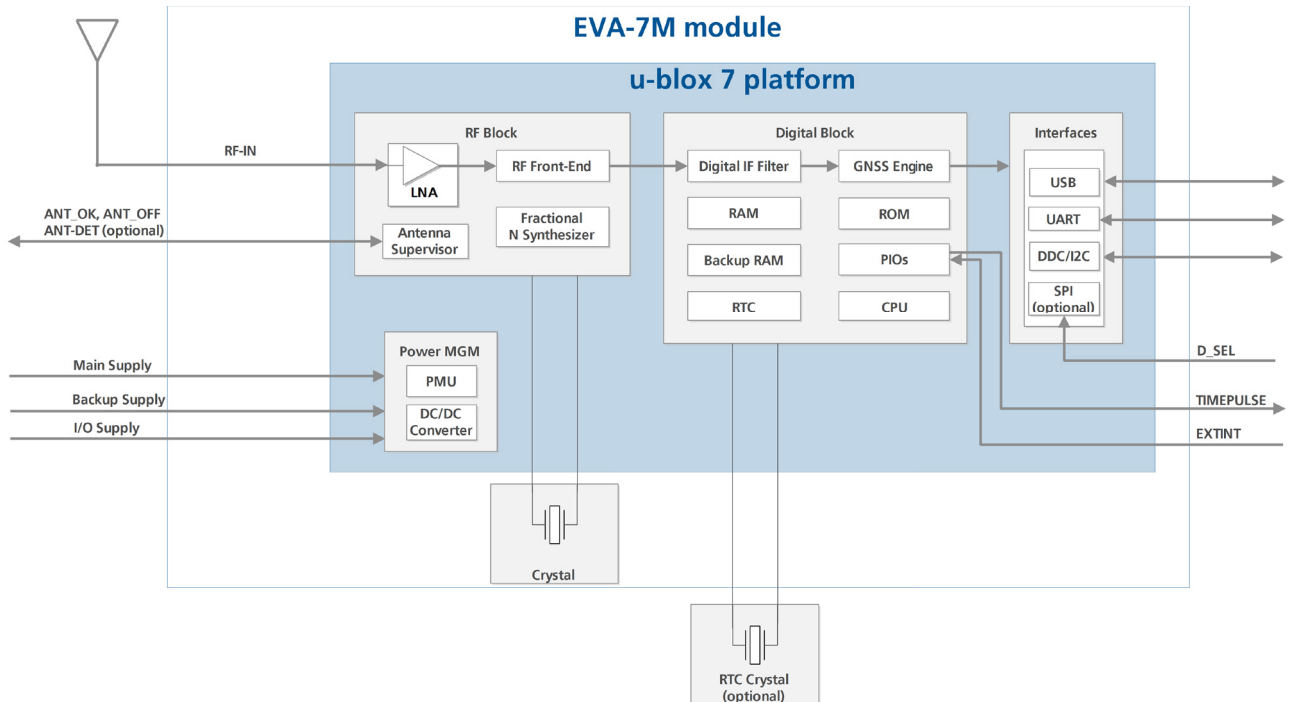 EVA-7M module
u-blox 7 platform
RF Block
Digital Block
Interfaces
RF-IN
LNA
RF Front-End
Digital IF Filter
GNSS Engine
USB
ANT_OK, ANT_OFF
ANT-DET (optional)
Antenna
Supervisor
Fractional
N Synthesizer
RAM
ROM
UART
Backup RAM
PIOs
DDC/I2C
RTC
CPU
SPI
(optional)
Power MGM
Main Supply
PMU
Backup Supply
DC/DC
Converter
I/O Supply
D_SEL
TIMEPULSE
EXTINT
Crystal
RTC Crystal
(optional)